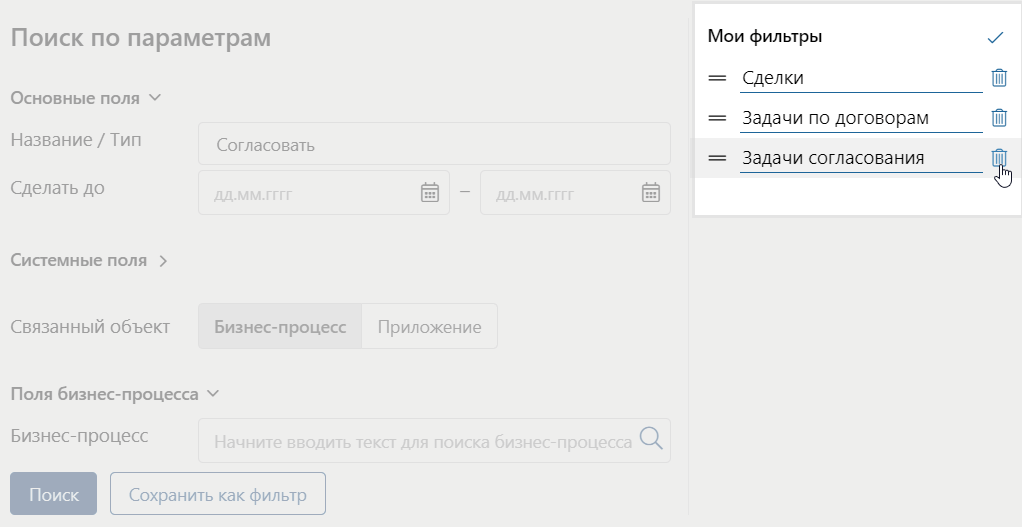 Поиск по параметрам
Основные поля
Название / Тип
Согласовать
Сделать до
дд.мм.гггг
–
дд.мм.гггг
Системные поля
Связанный объект
Бизнес-процесс
Приложение
Поля бизнес-процесса
Бизнес-процесс
Начните вводить текст для поиска бизнес-процесса
Поиск
Сохранить как фильтр
Мои фильтры
Сделки
Задачи по договорам
Задачи согласования